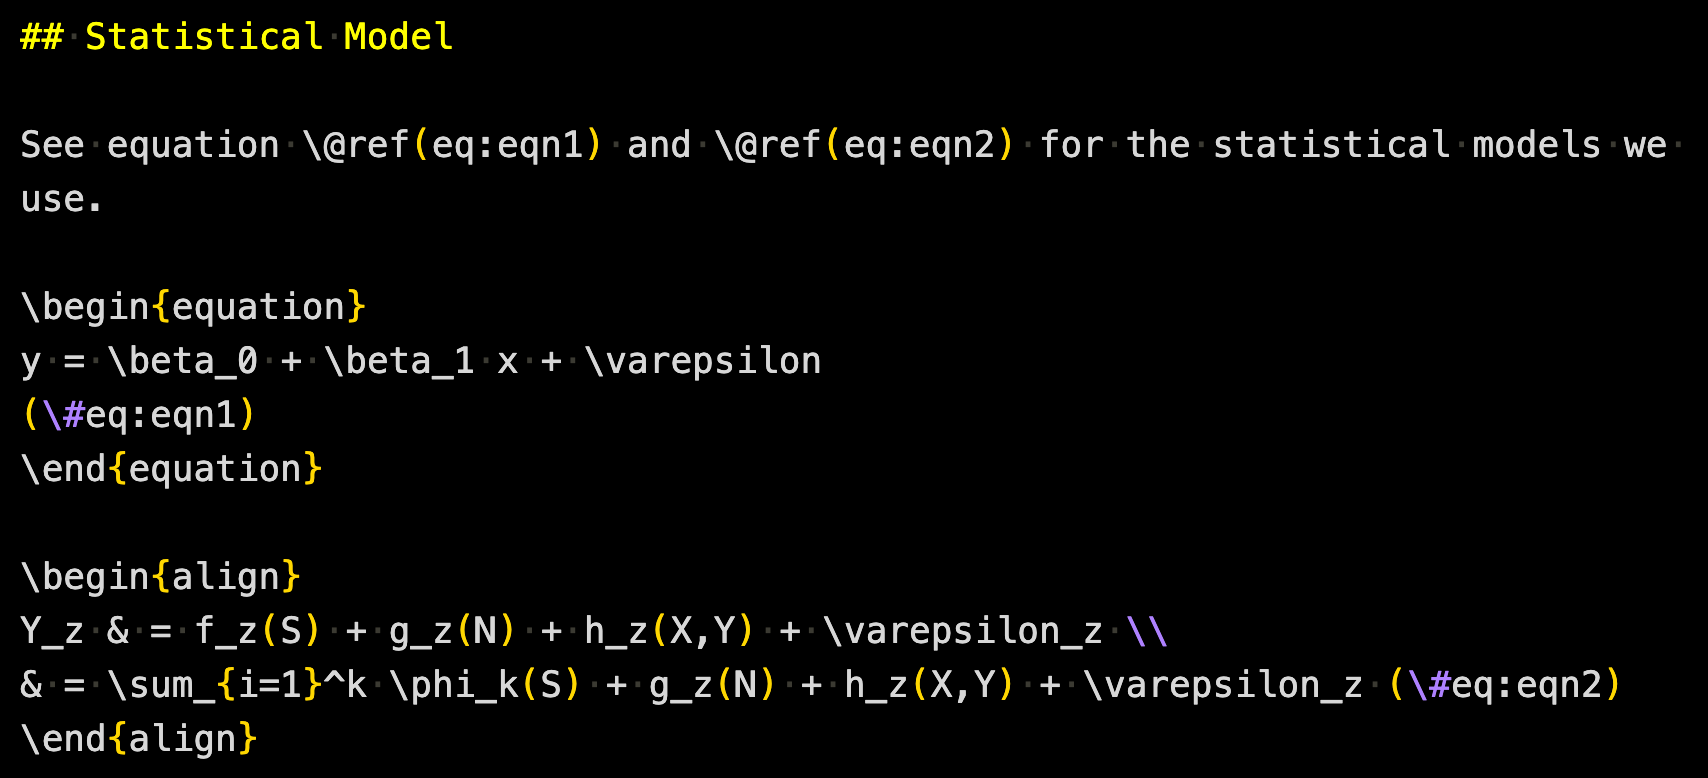 ## Statistical Model
See equation \@ref(eq:eqn1) and \@ref(eq:eqn2) for the statistical models we
use.
\begin{equation}
y = \beta_0 + \beta_1 x + \varepsilon
(\#eq:eqn1)
\end{equation}
\begin{align}
Y_z & = f_z(S) + g_z(N) + h_z(X,Y) + \varepsilon_z \\
& = \sum_{i=1}^k \phi_k(S) + g_z(N) + h_z(X,Y) + \varepsilon_z (\#eq:eqn2)
\end{align}